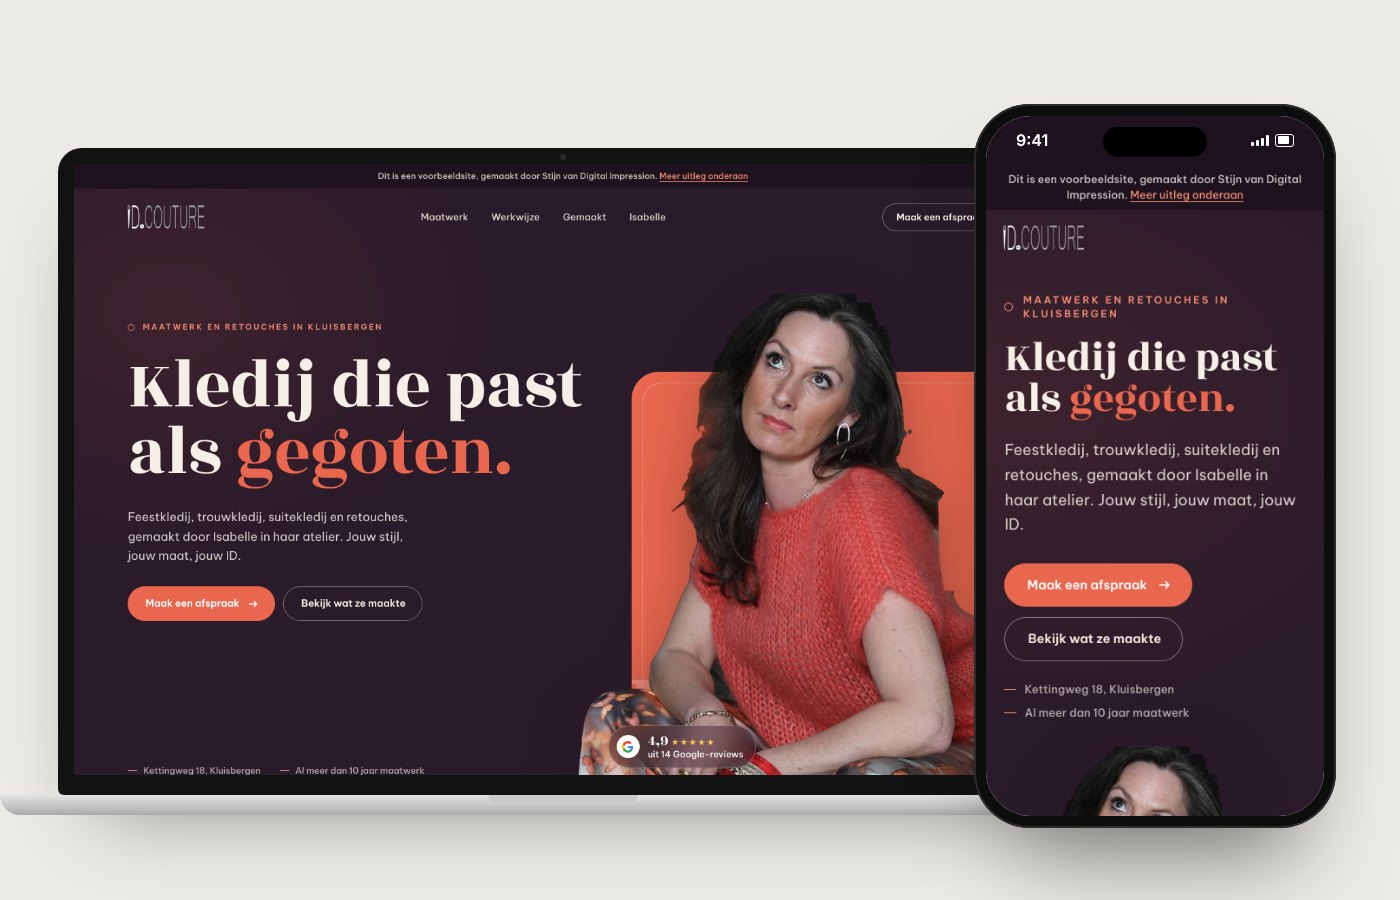 Dit is een voorbeeldsite, gemaakt door Stijn van Digital Impression. Meer uitleg onderaan
ID.COUTURE
Maatwerk Werkwijze Gemaakt Isabelle
MAATWERK EN RETOUCHES IN KLUISBERGEN
Kledij die past
als gegoten.
Feestkledij, trouwkledij, suitekledij en retouches,
gemaakt door Isabelle in haar atelier. Jouw stijl,
jouw maat, jouw ID.
Maak een afspraak →
Bekijk wat ze maakte
Kettingweg 18, Kluisbergen
Al meer dan 10 jaar maatwerk
Maak een
4,9 ★★★★★
uit 14 Google-reviews
9:41
Dit is een voorbeeldsite, gemaakt door Stijn van Digital
Impression. Meer uitleg onderaan
ID.COUTURE
MAATWERK EN RETOUCHES IN
KLUISBERGEN
Kledij die past
als gegoten.
Feestkledij, trouwkledij, suitekledij en
retouches, gemaakt door Isabelle in
haar atelier. Jouw stijl, jouw maat, jouw
ID.
Maak een afspraak →
Bekijk wat ze maakte
Kettingweg 18, Kluisbergen
Al meer dan 10 jaar maatwerk